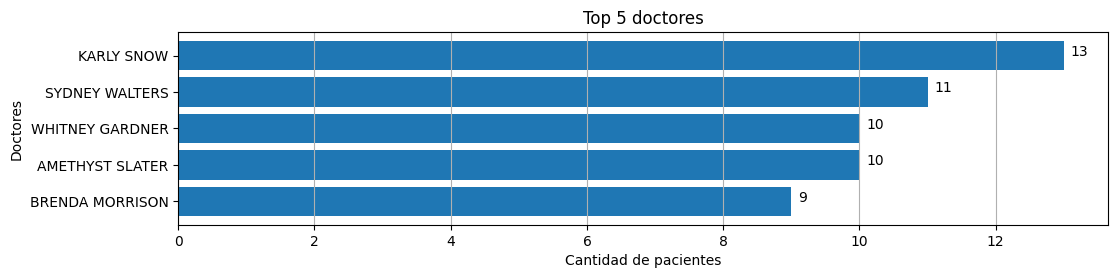 Top 5 doctores
Doctores
KARLY SNOW 13
SYDNEY WALTERS 11
WHITNEY GARDNER 10
AMETHYST SLATER 10
BRENDA MORRISON 9
0 2 4 6 8 10 12
Cantidad de pacientes